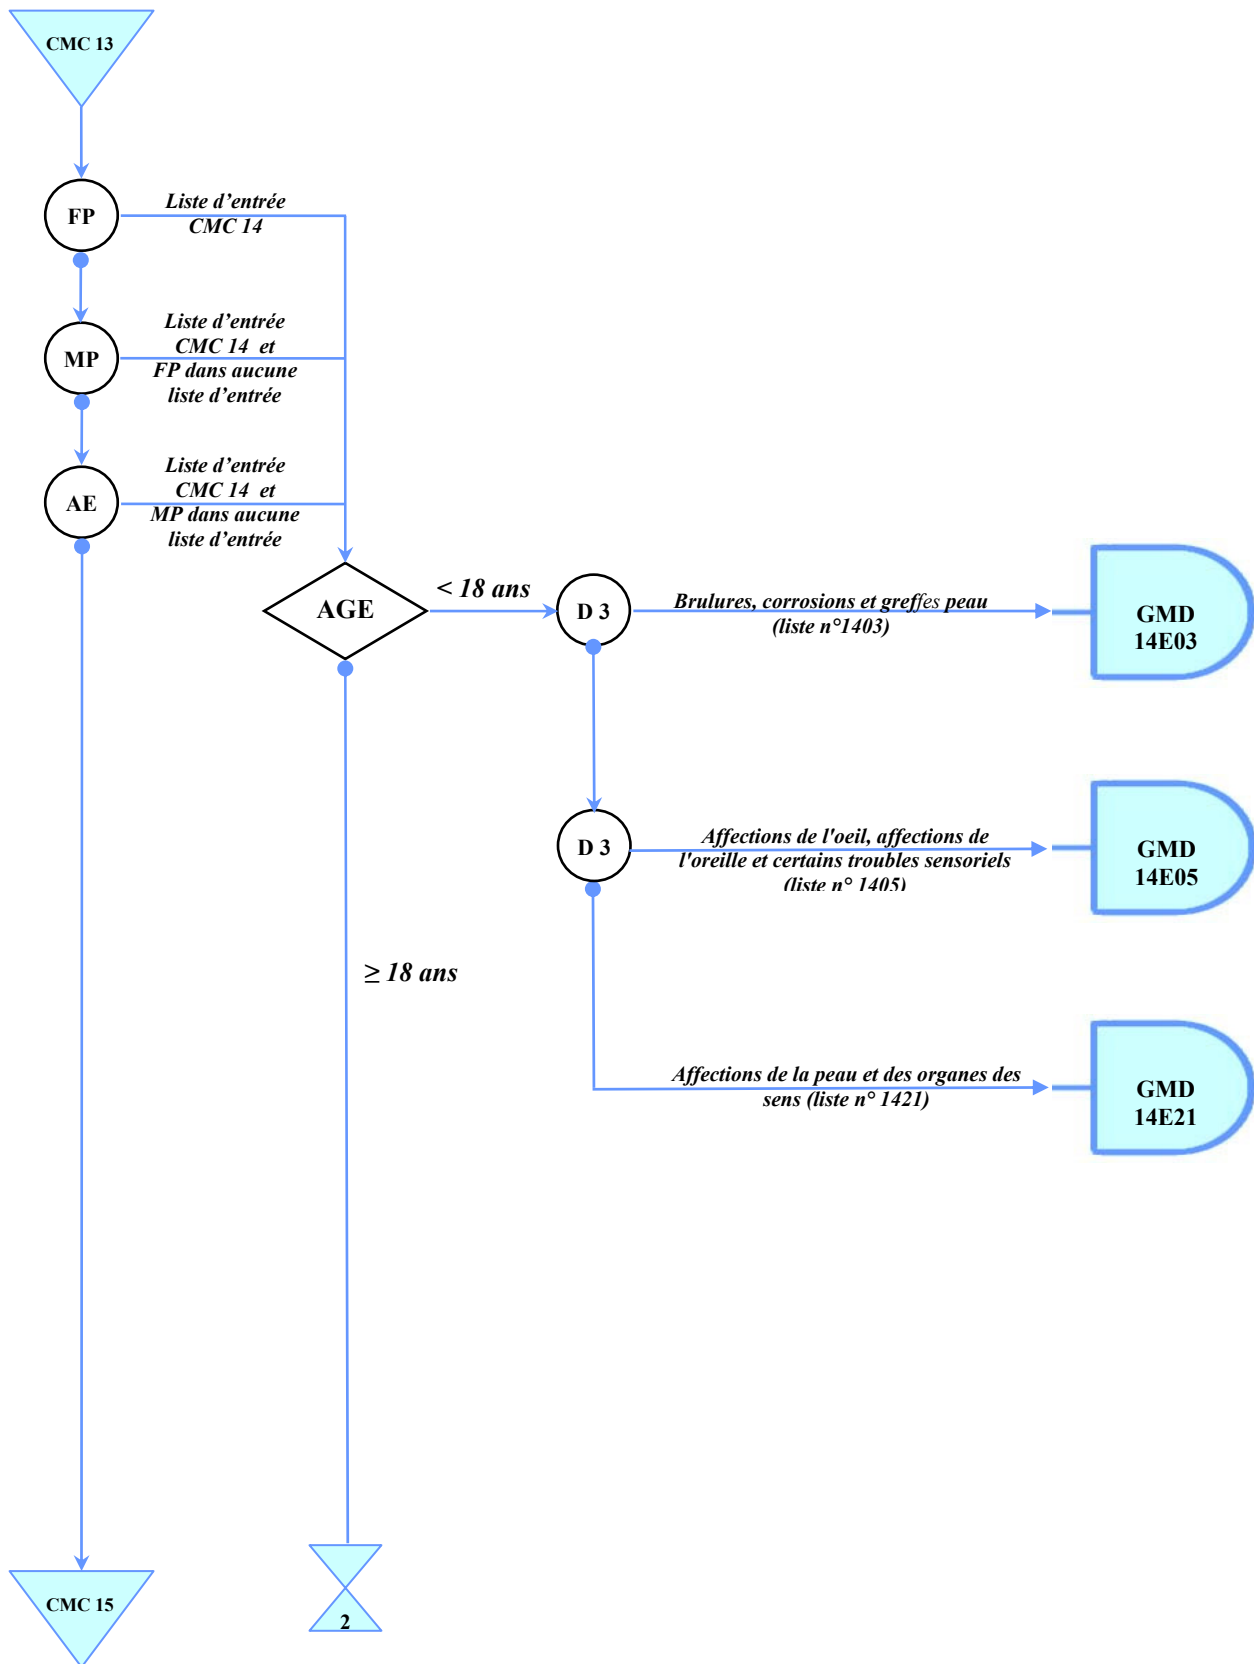 CMC 13
FP
Liste d'entrée
CMC 14
MP
Liste d'entrée
CMC 14 et
FP dans aucune
liste d'entrée
AE
Liste d'entrée
CMC 14 et
MP dans aucune
liste d'entrée
AGE
< 18 ans
D 3
Brulures, corrosions et greffes peau
(liste n°1403)
GMD
14E03
D 3
Affections de l'oeil, affections de
l'oreille et certains troubles sensoriels
(liste n° 1405)
GMD
14E05
≥ 18 ans
Affections de la peau et des organes des
sens (liste n° 1421)
GMD
14E21
CMC 15
2